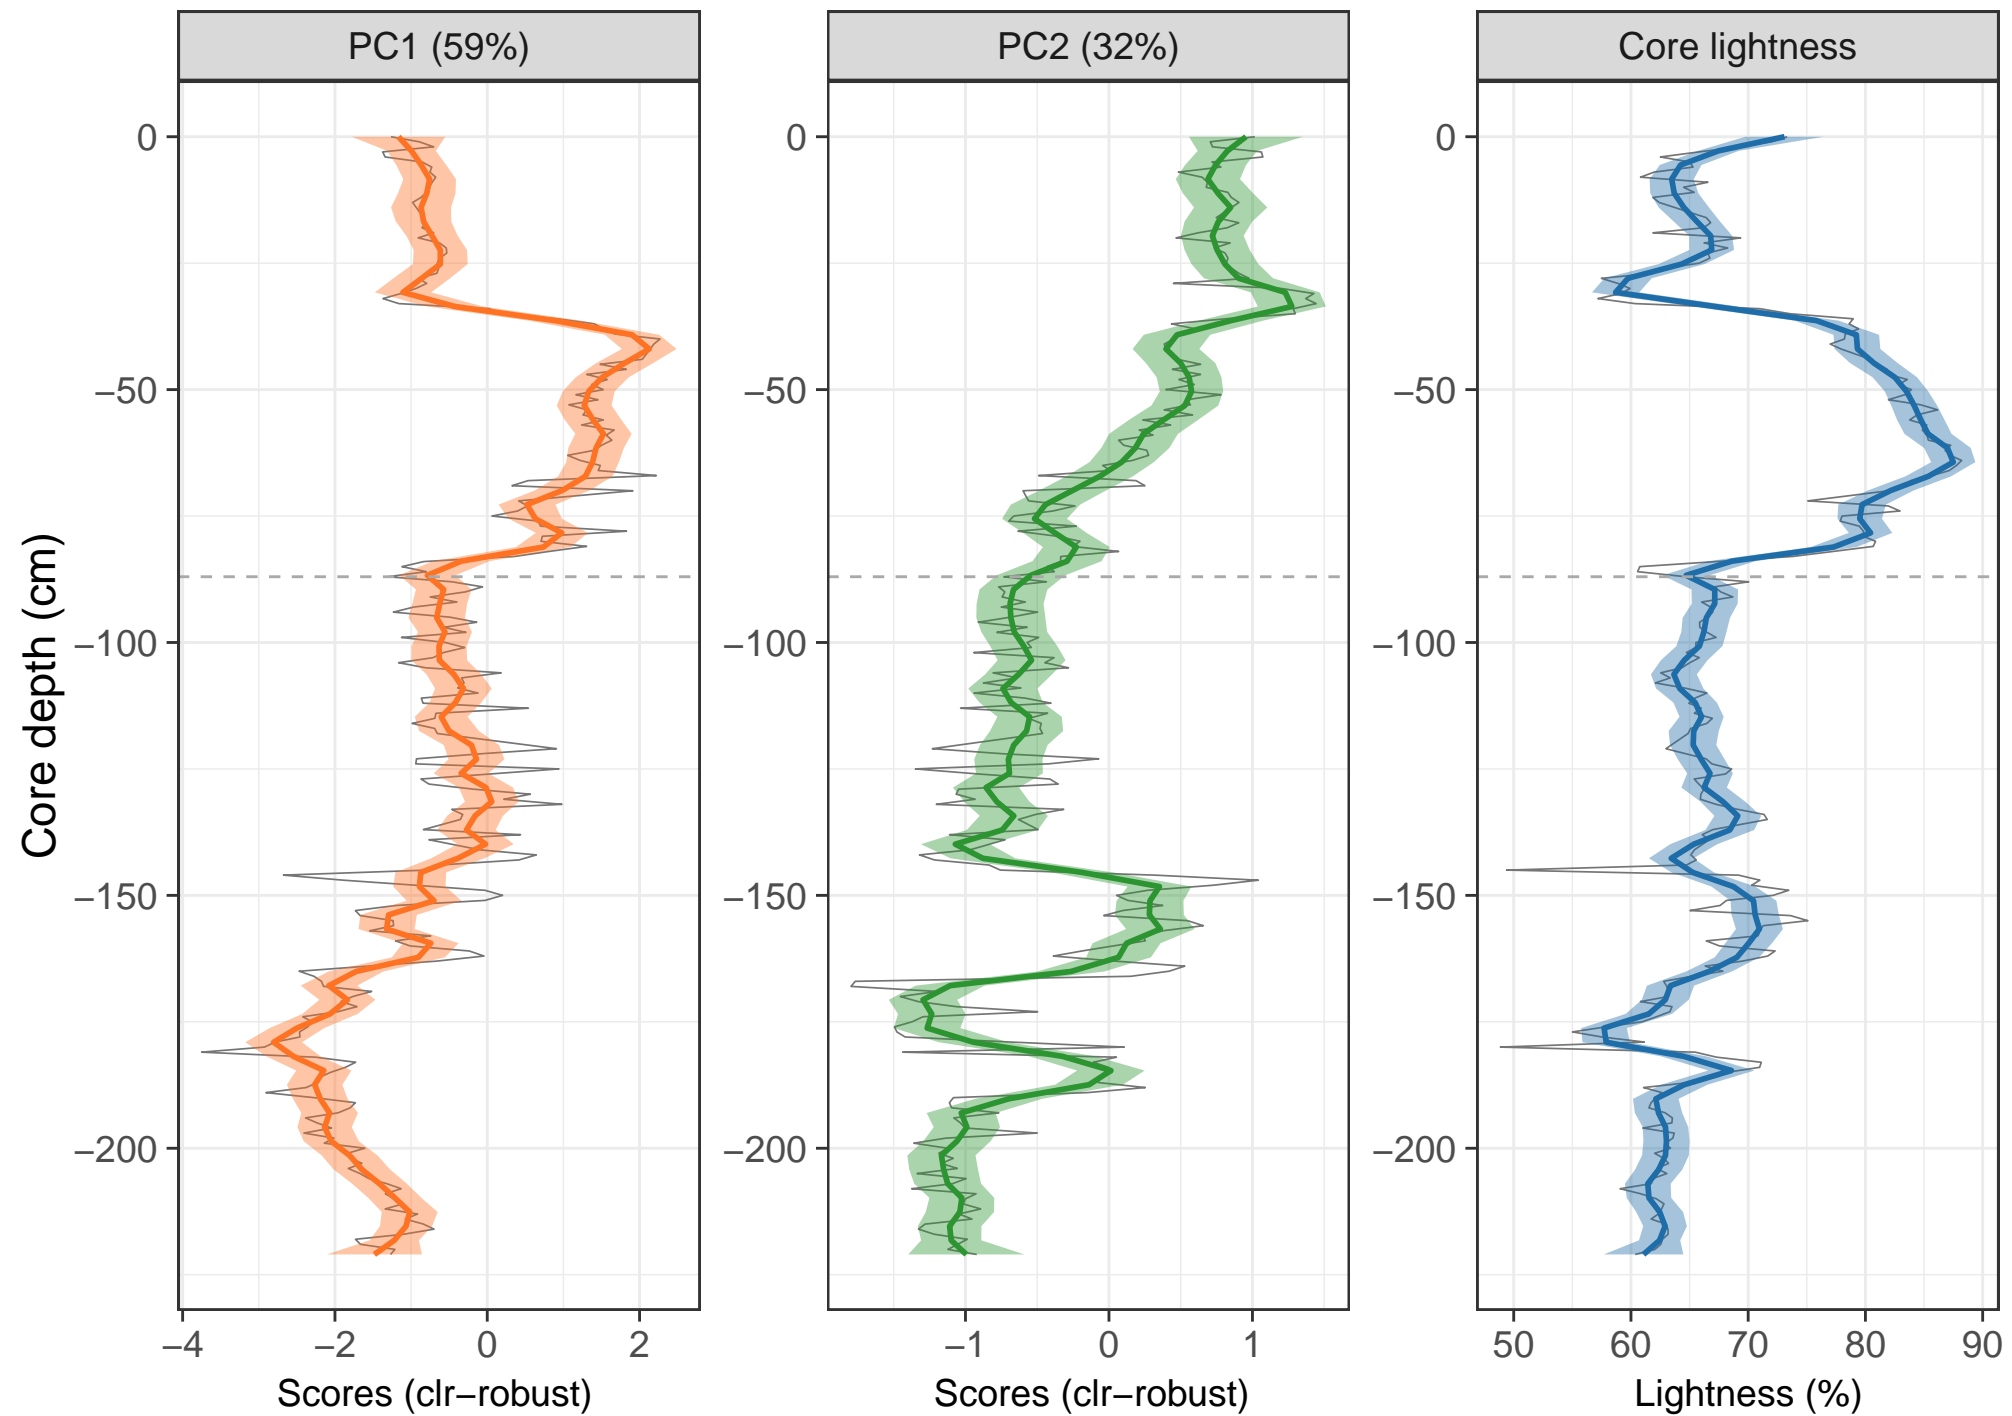 PC1 (59%)
PC2 (32%)
Core lightness
Core depth (cm)
0
−50
−100
−150
−200
0
−50
−100
−150
−200
0
−50
−100
−150
−200
−4 −2 0 2
−1 0 1
50 60 70 80 90
Scores (clr−robust)
Scores (clr−robust)
Lightness (%)